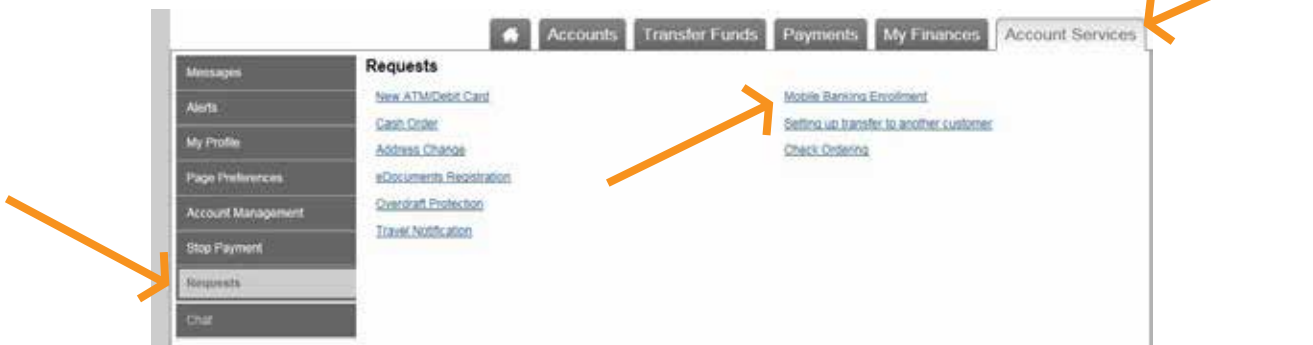 Accounts Transfer Funds Payments My Finances Account Services
Messages
Alerts
My Profile
Page Preferences
Account Management
Stop Payment
Requests
Chat
Requests
New ATM/Debit Card
Cash Order
Address Change
eDocuments Registration
Overdraft Protection
Travel Notification
Mobile Banking Enrollment
Setting up transfer to another customer
Check Ordering